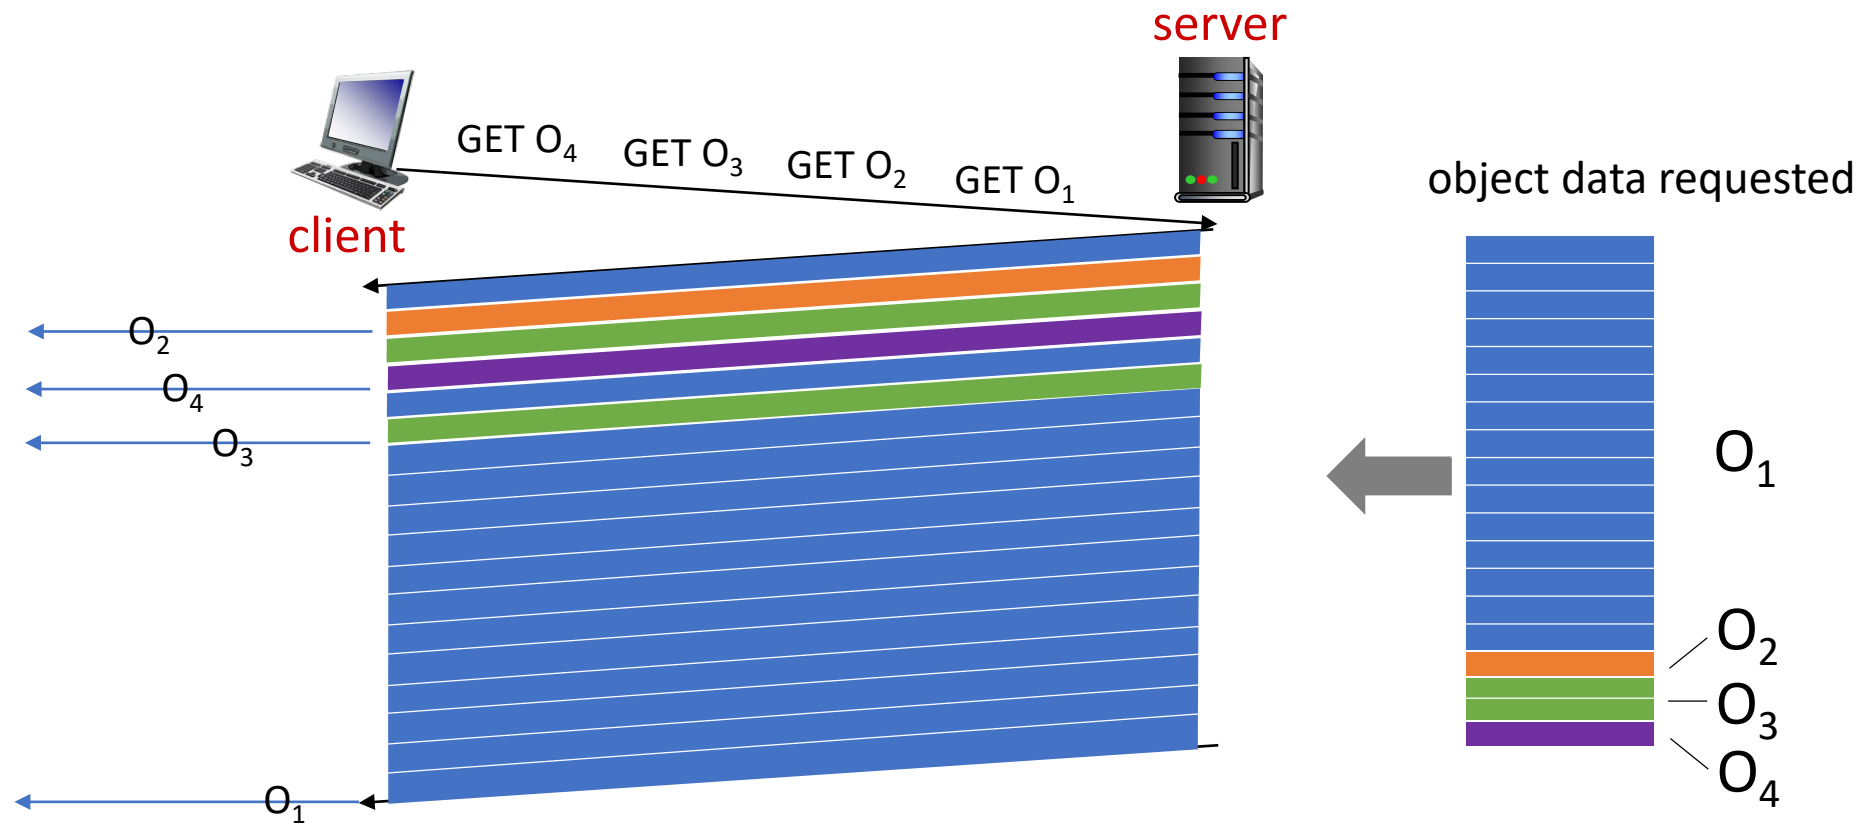 server
GET O₄
GET O₃
GET O₂
GET O₁
object data requested
client
O₂
O₄
O₃
O₁
O₁
O₂
O₃
O₄